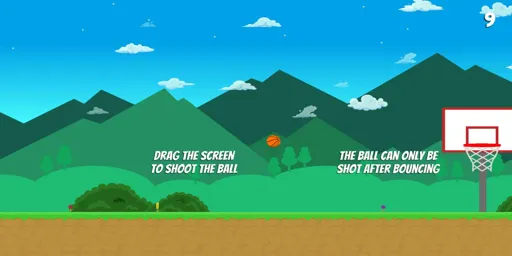 9
DRAG THE SCREEN
TO SHOOT THE BALL
THE BALL CAN ONLY BE
SHOT AFTER BOUNCING